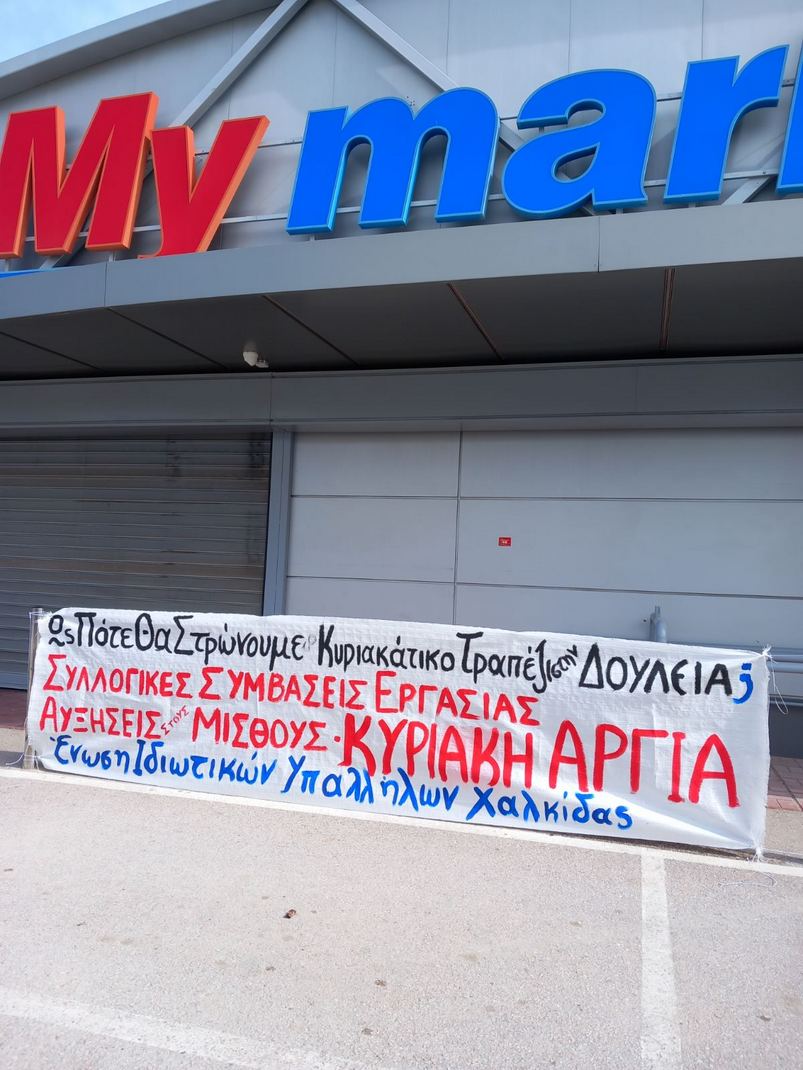 My mar
Ως Πότε Θα Στρώνουμε Κυριακάτικο Τραπέζι στην ΔΟΥΛΕΙΑ;
ΣΥΛΛΟΓΙΚΕΣ ΣΥΜΒΑΣΕΙΣ ΕΡΓΑΣΙΑΣ
ΑΥΞΗΣΕΙΣ ΣΤΟΥΣ ΜΙΣΘΟΥΣ · ΚΥΡΙΑΚΗ ΑΡΓΙΑ
Ένωση Ιδιωτικών Υπαλλήλων Χαλκίδας